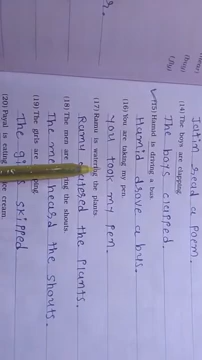 Jatin read a poem.
(14) The boys are clapping.
The boys clapped.
(15) Hamid is driving a bus.
Hamid drove a bus.
(16) You are taking my pen.
You took my pen.
(17) Ramu is watering the plants.
Ramu the plants.
(18) The men are the shouts.
The men heard the shouts.
(19) The girls are
The skipped
(20) Payal is eating ice cream.